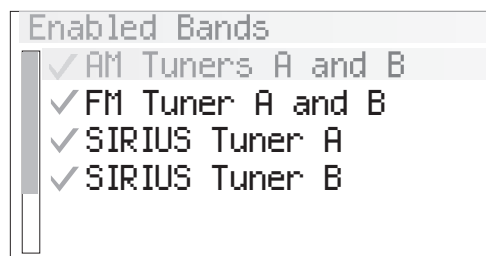 Enabled Bands
AM Tuners A and B
FM Tuner A and B
SIRIUS Tuner A
SIRIUS Tuner B